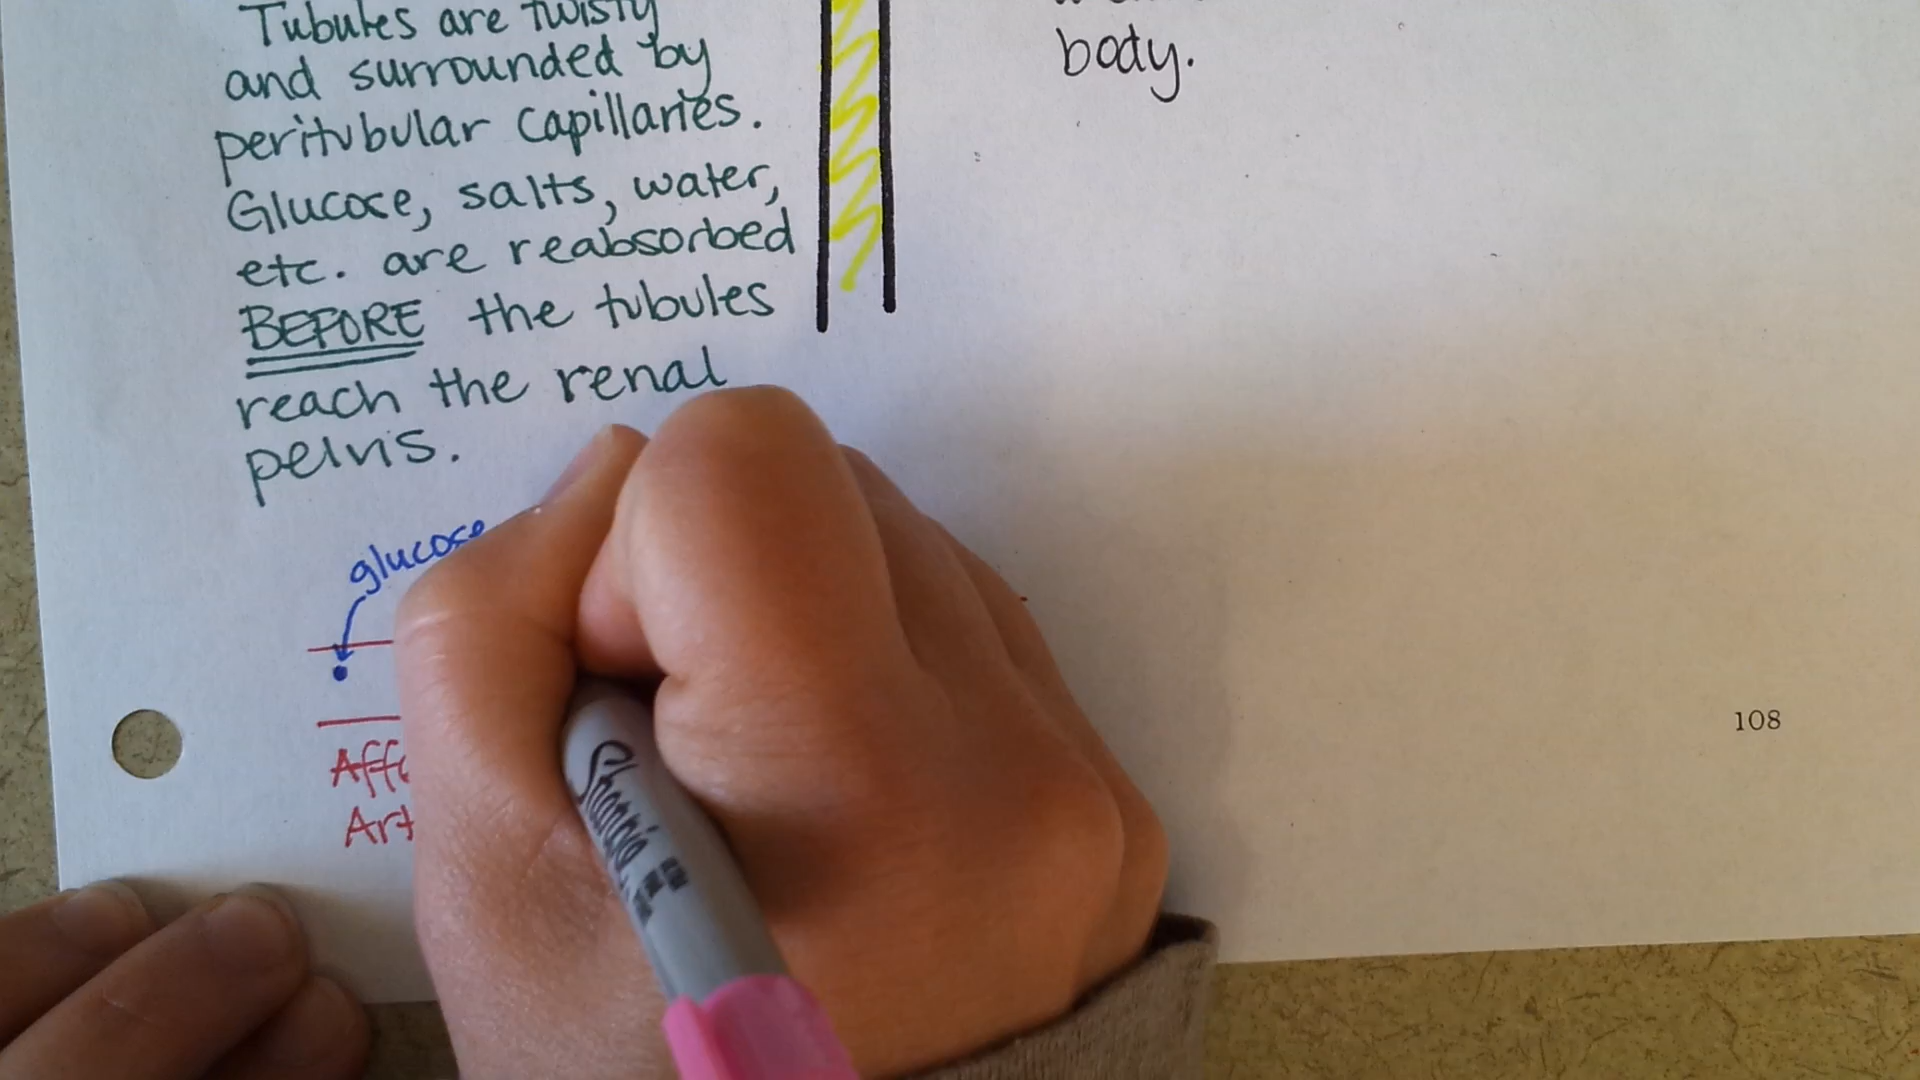 Tubules are twisty
and surrounded by
peritubular capillaries.
Glucose, salts, water,
etc. are reabsorbed
BEFORE the tubules
reach the renal
pelvis.
body.
glucose
108
Sharpie